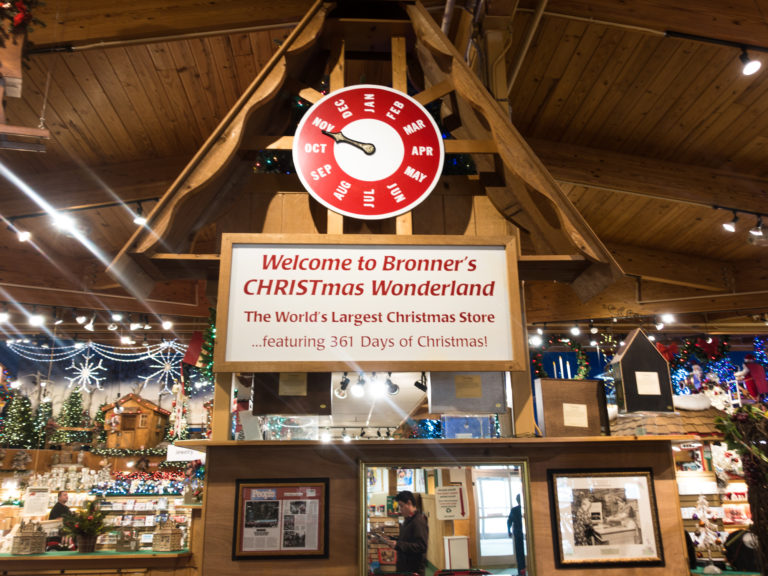 JAN
FEB
MAR
APR
MAY
JUN
JUL
AUG
SEP
OCT
NOV
DEC
Welcome to Bronner's
CHRISTmas Wonderland
The World's Largest Christmas Store
...featuring 361 Days of Christmas!
People